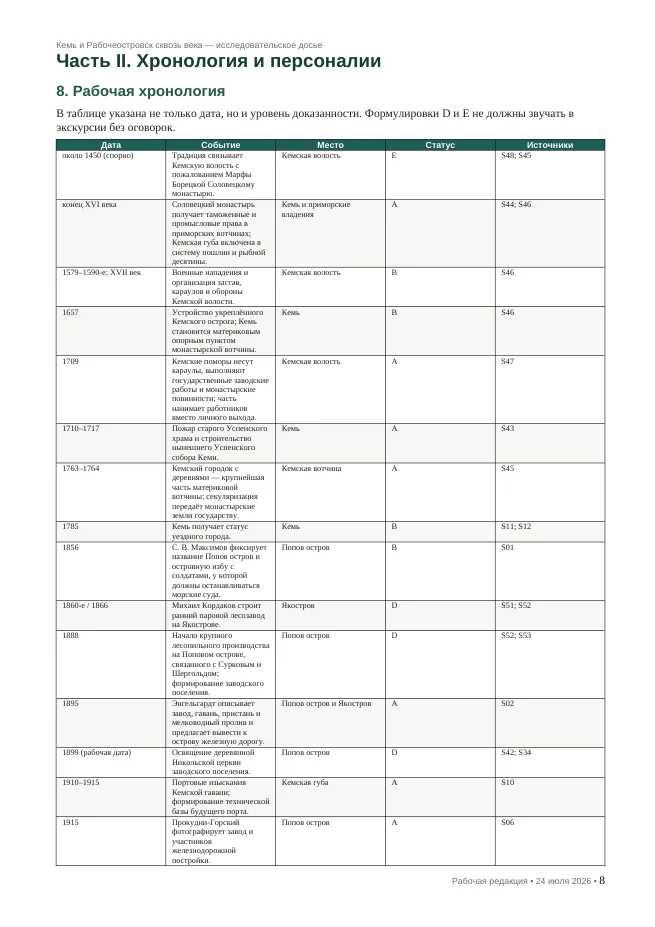 Кемь и Рабочеостровск сквозь века — исследовательское досье
Часть II. Хронология и персоналии
8. Рабочая хронология
В таблице указана не только дата, но и уровень доказанности. Формулировки D и E не должны звучать в
экскурсии без оговорок.
Дата Событие Место Статус Источники
около 1450 (спорно) Традиция связывает Кемская волость E S48; S45
Кемскую волость с
пожалованием Марфы
Борецкой Соловецкому
монастырю.
конец XVI века Соловецкий монастырь Кемь и приморские A S44; S46
получает таможенные и владения
промысловые права в
приморских вотчинах;
Кемская губа включена в
систему пошлин и рыбной
десятины.
1579–1590-е; XVII век Военные нападения и Кемская волость B S46
организация застав,
караулов и обороны
Кемской волости.
1657 Устройство укреплённого Кемь B S46
Кемского острога; Кемь
становится материковым
опорным пунктом
монастырской вотчины.
1709 Кемские поморы несут Кемская волость A S47
караулы, выполняют
государственные заводские
работы и монастырские
повинности; часть
нанимает работников
вместо личного выхода.
1710–1717 Пожар старого Успенского Кемь A S43
храма и строительство
нынешнего Успенского
собора Кеми.
1763–1764 Кемский городок с Кемская вотчина A S45
деревнями — крупнейшая
часть материковой
вотчины; секуляризация
передаёт монастырские
земли государству.
1785 Кемь получает статус Кемь B S11; S12
уездного города.
1856 С. В. Максимов фиксирует Попов остров B S01
название Попов остров и
островную избу с
солдатами, у которой
должны останавливаться
морские суда.
1860-е / 1866 Михаил Кордаков строит Якостров D S51; S52
ранний паровой лесозавод
на Якострове.
1888 Начало крупного Попов остров D S52; S53
лесопильного производства
на Поповом острове,
связанного с Сурковым и
Шергольдом;
формирование заводского
поселения.
1895 Энгельгардт описывает Попов остров и Якостров A S02
завод, гавань, пристань и
мелководный пролив и
предлагает вывести к
острову железную дорогу.
1899 (рабочая дата) Освящение деревянной Попов остров D S42; S34
Никольской церкви
заводского поселения.
1910–1915 Портовые изыскания Кемская губа A S10
Кемской гавани;
формирование технической
базы будущего порта.
1915 Прокудин-Горский Попов остров A S06
фотографирует завод и
участников
железнодорожной
постройки.
Рабочая редакция • 24 июля 2026 • 8